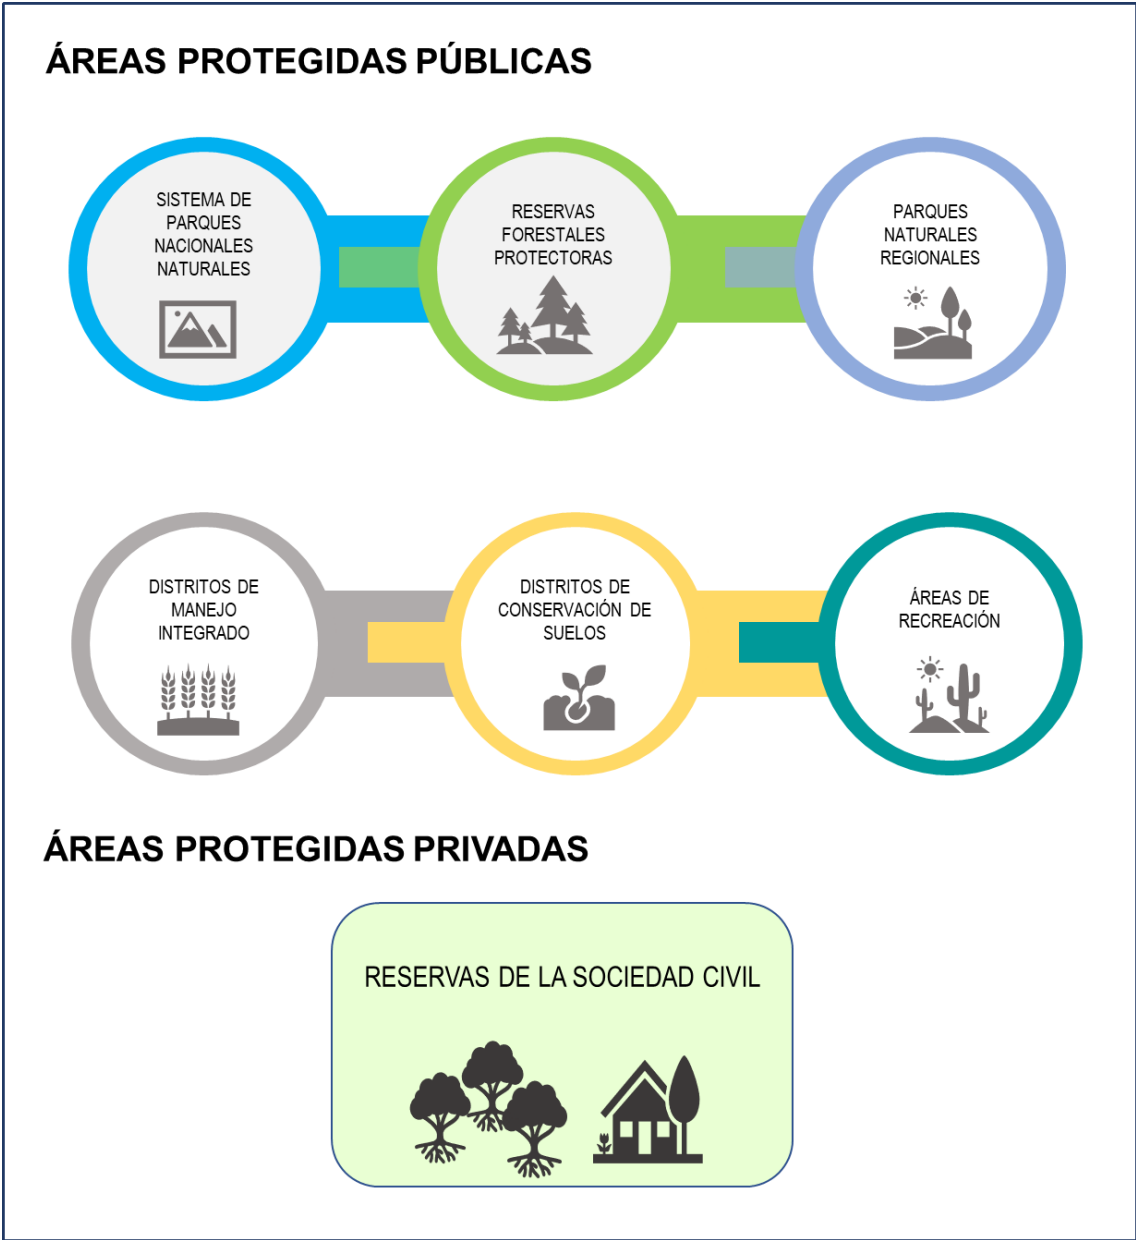 ÁREAS PROTEGIDAS PÚBLICAS
SISTEMA DE
PARQUES
NACIONALES
NATURALES
RESERVAS
FORESTALES
PROTECTORAS
PARQUES
NATURALES
REGIONALES
DISTRITOS DE
MANEJO
INTEGRADO
DISTRITOS DE
CONSERVACIÓN DE
SUELOS
ÁREAS DE
RECREACIÓN
ÁREAS PROTEGIDAS PRIVADAS
RESERVAS DE LA SOCIEDAD CIVIL